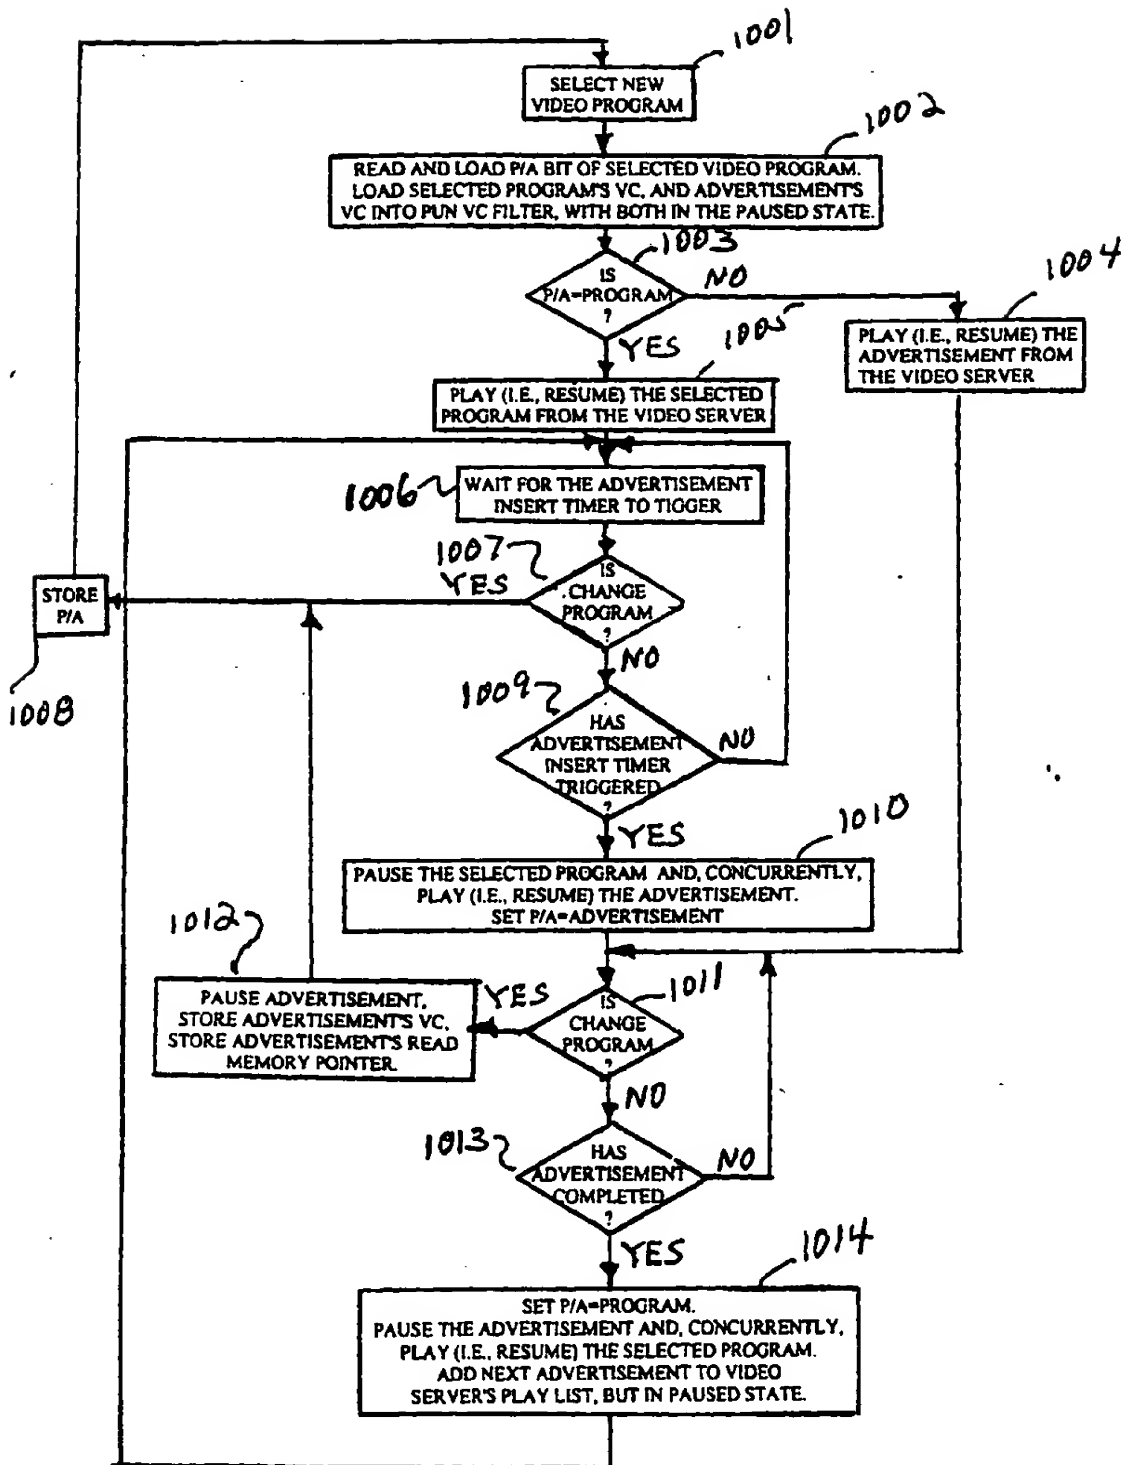 1001
SELECT NEW
VIDEO PROGRAM
1002
READ AND LOAD P/A BIT OF SELECTED VIDEO PROGRAM.
LOAD SELECTED PROGRAM'S VC, AND ADVERTISEMENT'S
VC INTO PUN VC FILTER, WITH BOTH IN THE PAUSED STATE.
1003
IS
P/A=PROGRAM
?
NO
YES
1005
1004
PLAY (I.E., RESUME) THE
ADVERTISEMENT FROM
THE VIDEO SERVER
PLAY (I.E., RESUME) THE SELECTED
PROGRAM FROM THE VIDEO SERVER
1006
WAIT FOR THE ADVERTISEMENT
INSERT TIMER TO TIGGER
1007
YES
IS
CHANGE
PROGRAM
?
NO
STORE
P/A
1008
1009
HAS
ADVERTISEMENT
INSERT TIMER
TRIGGERED
?
NO
YES
1010
PAUSE THE SELECTED PROGRAM AND, CONCURRENTLY,
PLAY (I.E., RESUME) THE ADVERTISEMENT.
SET P/A=ADVERTISEMENT
1012
PAUSE ADVERTISEMENT,
STORE ADVERTISEMENT'S VC,
STORE ADVERTISEMENT'S READ
MEMORY POINTER.
YES
1011
IS
CHANGE
PROGRAM
?
NO
1013
HAS
ADVERTISEMENT
COMPLETED
?
NO
YES
1014
SET P/A=PROGRAM.
PAUSE THE ADVERTISEMENT AND, CONCURRENTLY,
PLAY (I.E., RESUME) THE SELECTED PROGRAM.
ADD NEXT ADVERTISEMENT TO VIDEO
SERVER'S PLAY LIST, BUT IN PAUSED STATE.